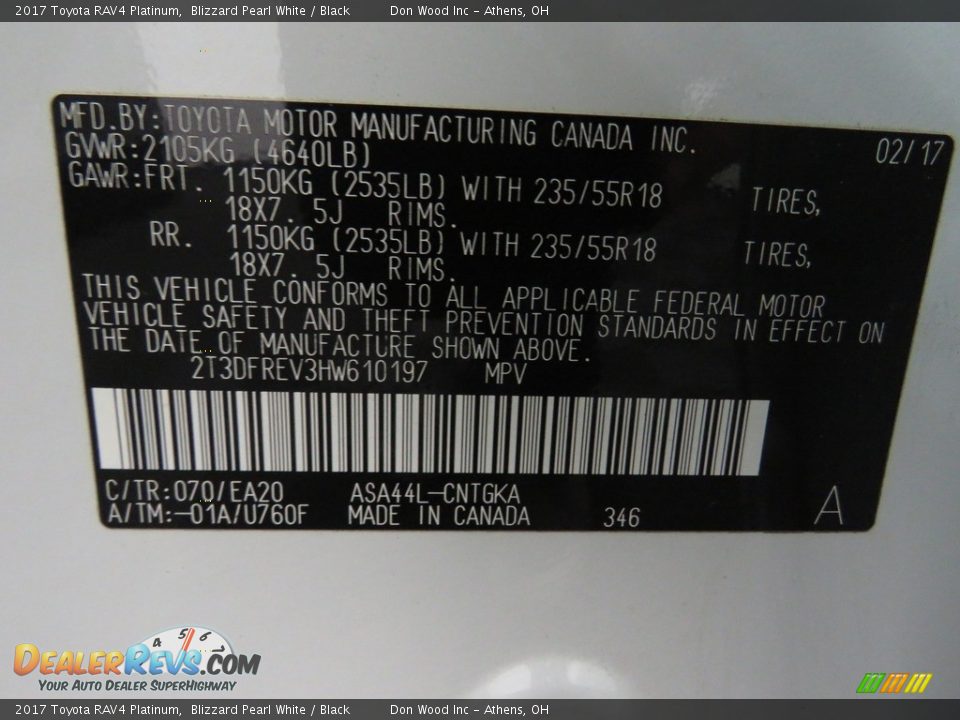 2017 Toyota RAV4 Platinum, Blizzard Pearl White / Black Don Wood Inc - Athens, OH
MFD.BY:TOYOTA MOTOR MANUFACTURING CANADA INC.
GVWR:2105KG (4640LB) 02/17
GAWR:FRT. 1150KG (2535LB) WITH 235/55R18 TIRES,
18X7.5J RIMS.
RR. 1150KG (2535LB) WITH 235/55R18 TIRES,
18X7.5J RIMS.
THIS VEHICLE CONFORMS TO ALL APPLICABLE FEDERAL MOTOR
VEHICLE SAFETY AND THEFT PREVENTION STANDARDS IN EFFECT ON
THE DATE OF MANUFACTURE SHOWN ABOVE.
2T3DFREV3HW610197 MPV
C/TR:070/EA20 ASA44L-CNTGKA
A/TM:-01A/U760F MADE IN CANADA 346 A
4 5 6 7
DealerRevs.com
Your Auto Dealer SuperHighway
2017 Toyota RAV4 Platinum, Blizzard Pearl White / Black Don Wood Inc - Athens, OH